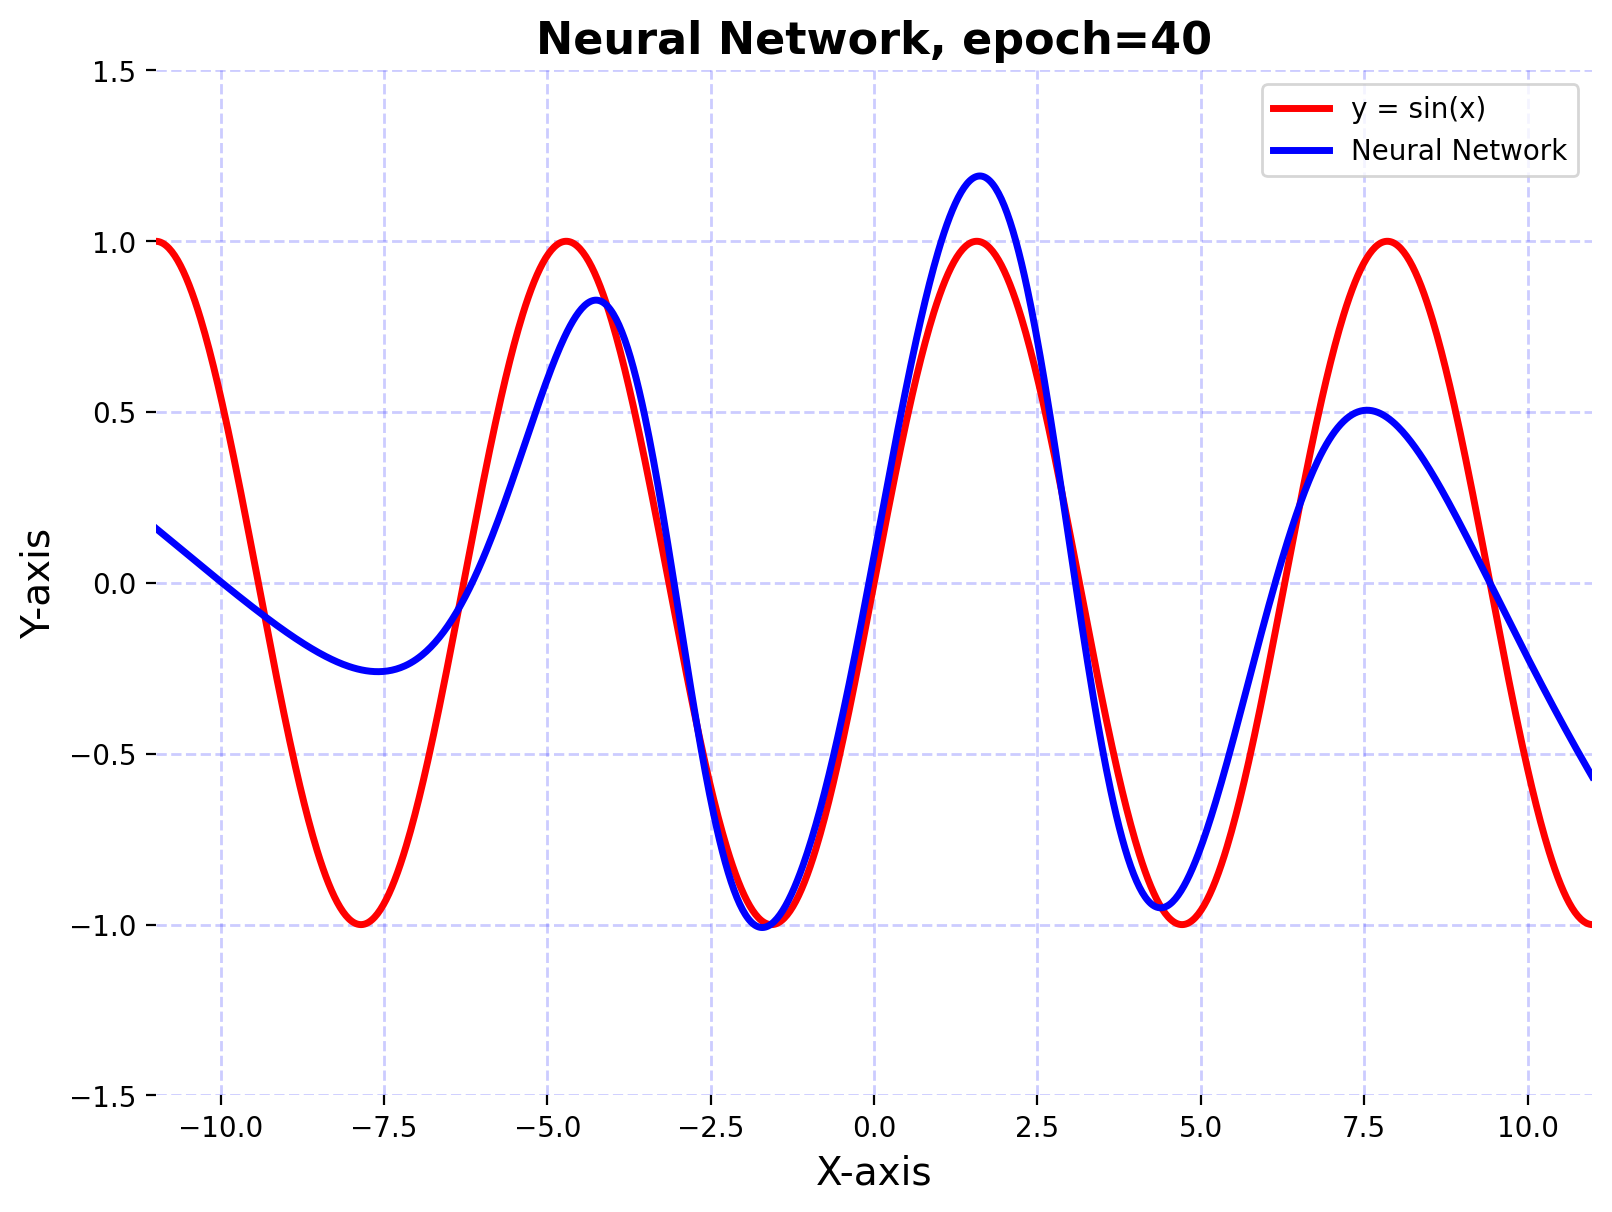 Neural Network, epoch=40
1.5
1.0
0.5
0.0
−0.5
−1.0
−1.5
Y-axis
y = sin(x)
Neural Network
−10.0 −7.5 −5.0 −2.5 0.0 2.5 5.0 7.5 10.0
X-axis